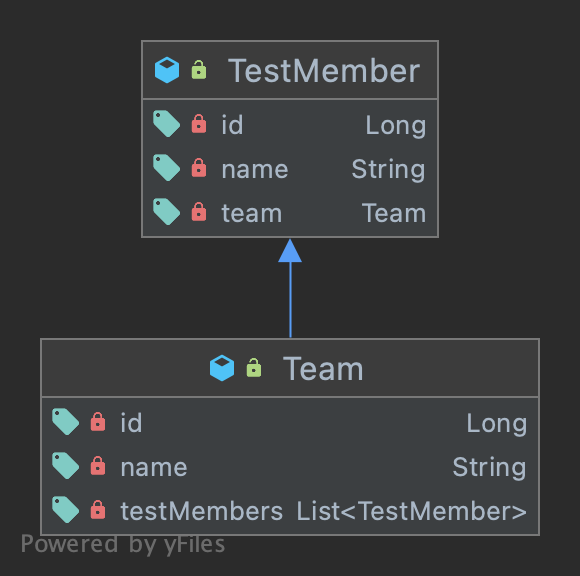 TestMember
id Long
name String
team Team
Team
id Long
name String
testMembers List<TestMember>
Powered by yFiles